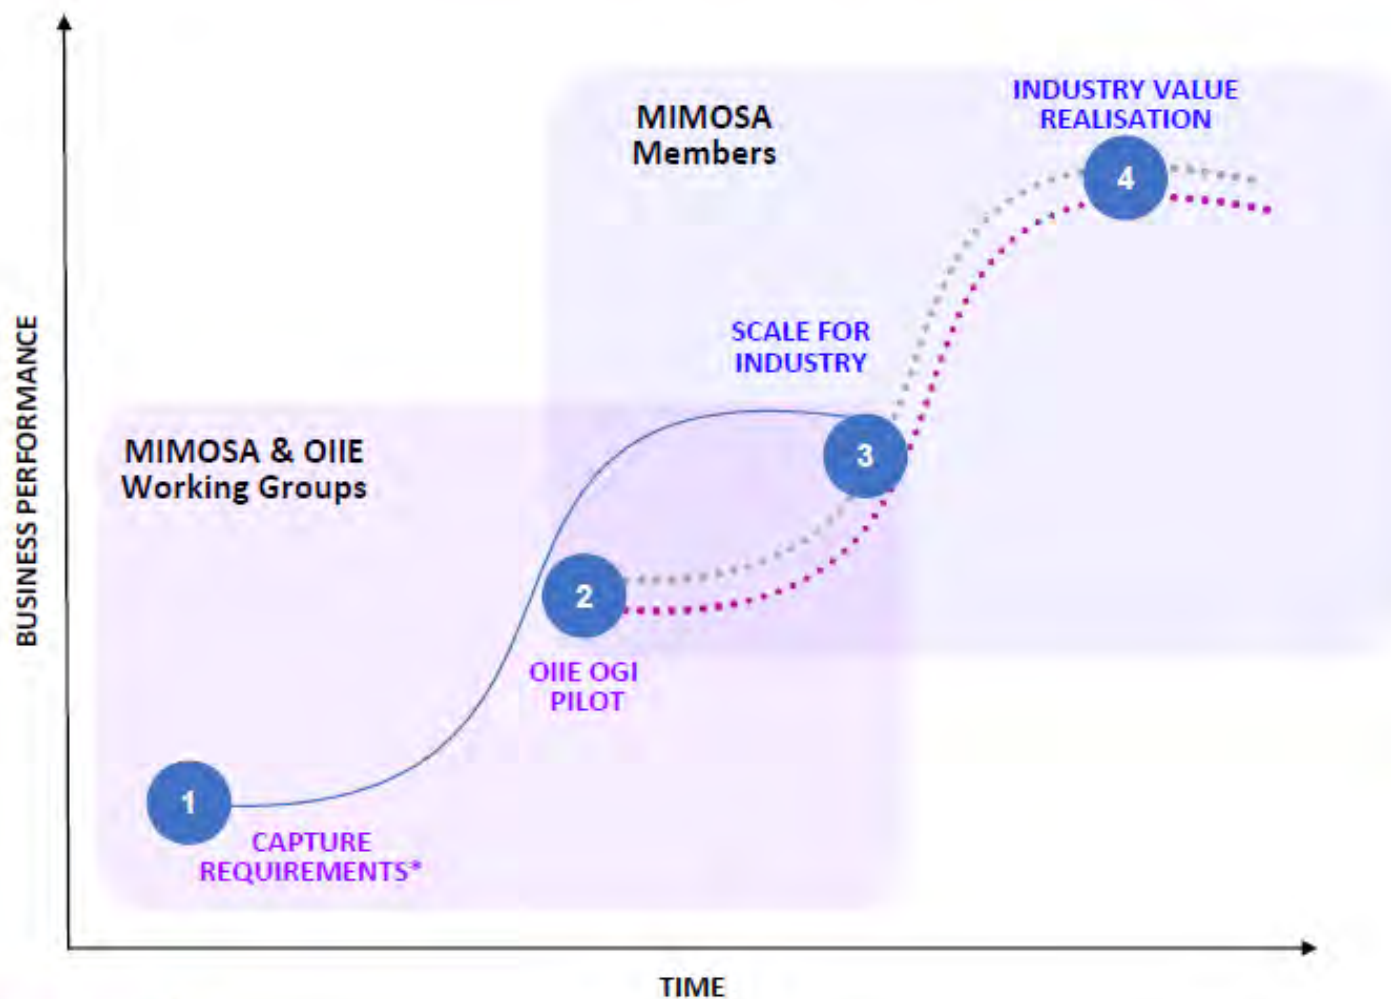 INDUSTRY VALUE
REALISATION
MIMOSA
Members
4
SCALE FOR
INDUSTRY
MIMOSA & OIIE
Working Groups
3
BUSINESS PERFORMANCE
2
OIIE OGI
PILOT
1
CAPTURE
REQUIREMENTS*
TIME